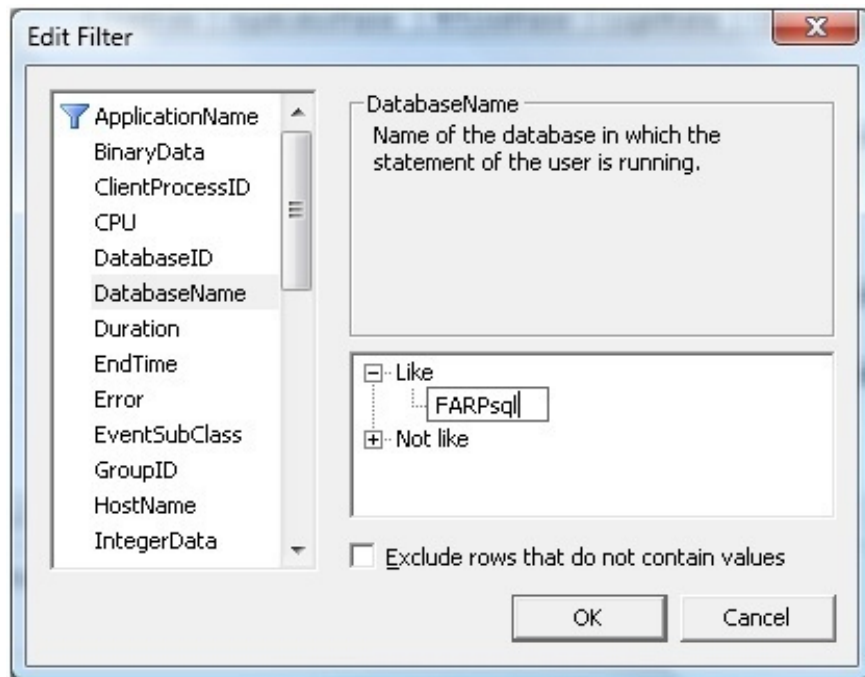 Edit Filter
ApplicationName
BinaryData
ClientProcessID
CPU
DatabaseID
DatabaseName
Duration
EndTime
Error
EventSubClass
GroupID
HostName
IntegerData
DatabaseName
Name of the database in which the
statement of the user is running.
Like
FARPsql
Not like
Exclude rows that do not contain values
OK
Cancel